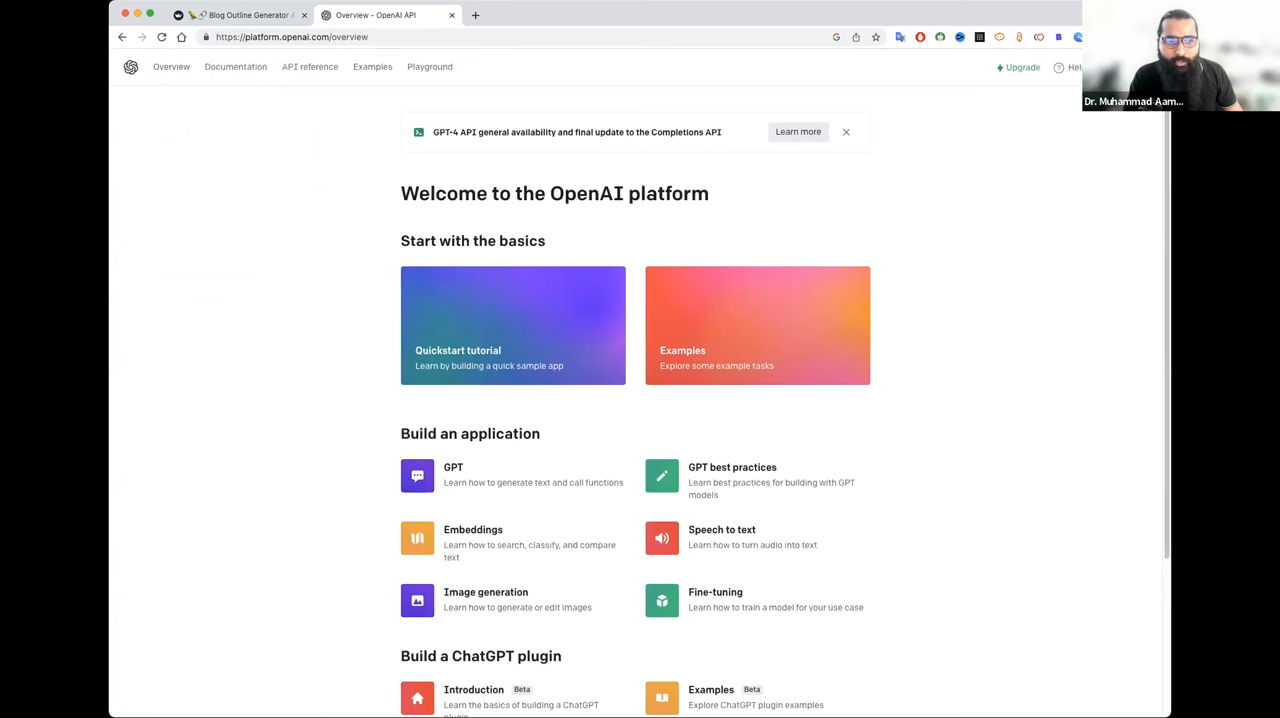 Blog Outline Generator
Overview - OpenAI API
https://platform.openai.com/overview
Overview
Documentation
API reference
Examples
Playground
Upgrade
Dr. Muhammad Aam...
GPT-4 API general availability and final update to the Completions API
Learn more
Welcome to the OpenAI platform
Start with the basics
Quickstart tutorial
Learn by building a quick sample app
Examples
Explore some example tasks
Build an application
GPT
Learn how to generate text and call functions
GPT best practices
Learn best practices for building with GPT
models
Embeddings
Learn how to search, classify, and compare
text
Speech to text
Learn how to turn audio into text
Image generation
Learn how to generate or edit images
Fine-tuning
Learn how to train a model for your use case
Build a ChatGPT plugin
Introduction Beta
Learn the basics of building a ChatGPT
Examples Beta
Explore ChatGPT plugin examples